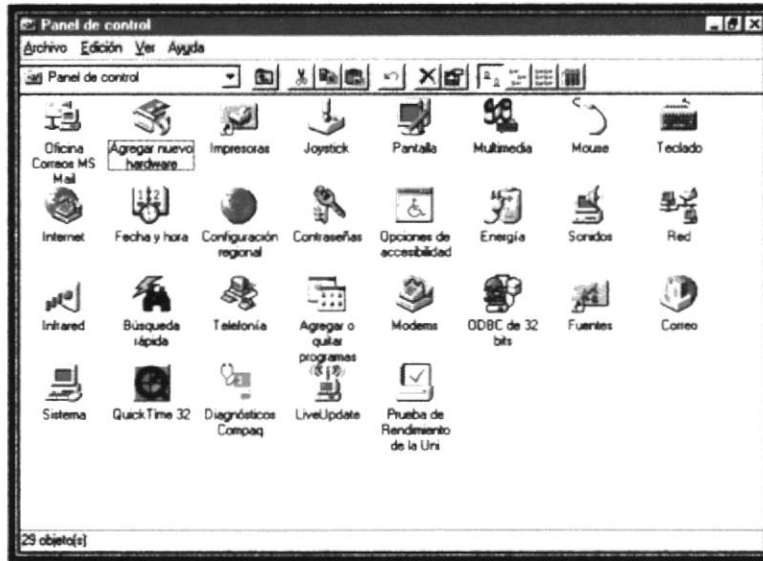 Panel de control
Archivo Edición Ver Ayuda
Panel de control
Oficina
Correos MS
Mail
Agregar nuevo
hardware
Impresoras
Joystick
Pantalla
Multimedia
Mouse
Teclado
Internet
Fecha y hora
Configuración
regional
Contraseñas
Opciones de
accesibilidad
Energía
Sonidos
Red
Infrared
Búsqueda
rápida
Telefonía
Agregar o
quitar
programas
Modems
ODBC de 32
bits
Fuentes
Correo
Sistema
QuickTime 32
Diagnósticos
Compaq
LiveUpdate
Prueba de
Rendimiento
de la Uni
29 objeto(s)